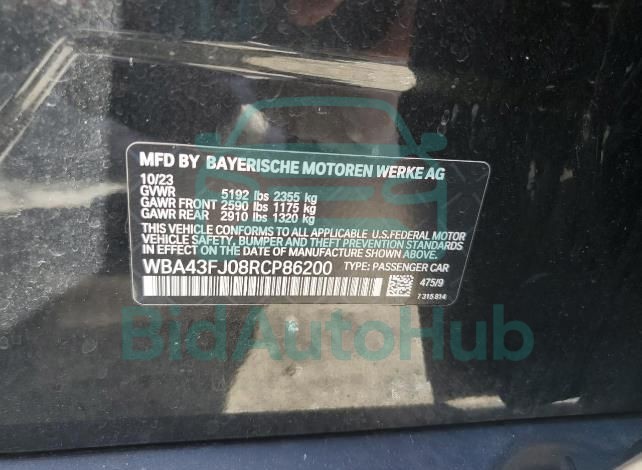 MFD BY BAYERISCHE MOTOREN WERKE AG
10/23
GVWR 5192 lbs 2355 kg
GAWR FRONT 2590 lbs 1175 kg
GAWR REAR 2910 lbs 1320 kg
THIS VEHICLE CONFORMS TO ALL APPLICABLE U.S.FEDERAL MOTOR
VEHICLE SAFETY, BUMPER AND THEFT PREVENTION STANDARDS
IN EFFECT ON THE DATE OF MANUFACTURE SHOWN ABOVE.
WBA43FJ08RCP86200 TYPE: PASSENGER CAR
475/9
7 315 814
BidAutoHub